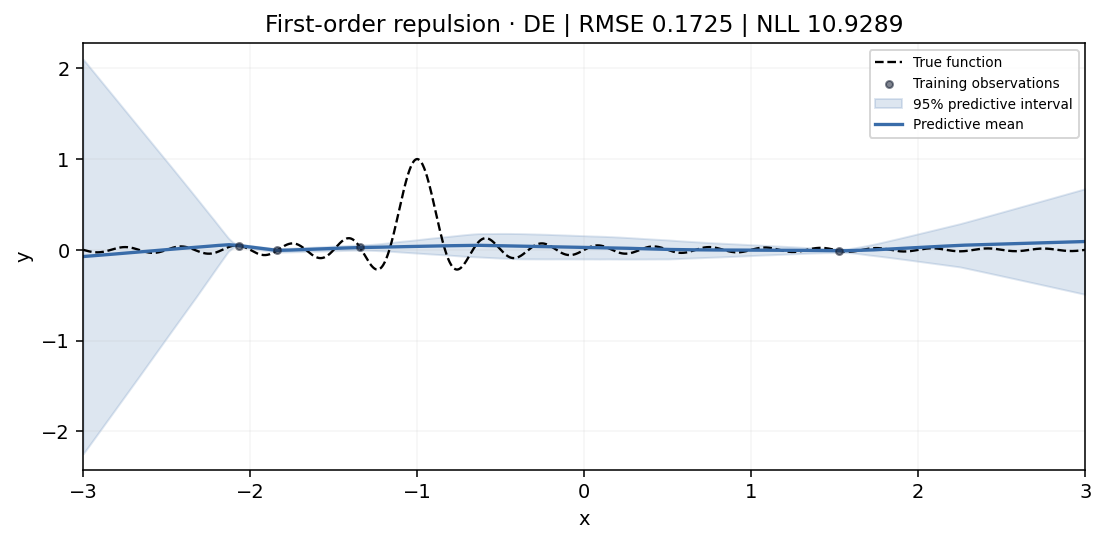 First-order repulsion · DE | RMSE 0.1725 | NLL 10.9289
True function
Training observations
95% predictive interval
Predictive mean
y
2
1
0
−1
−2
−3
−2
−1
0
1
2
3
x